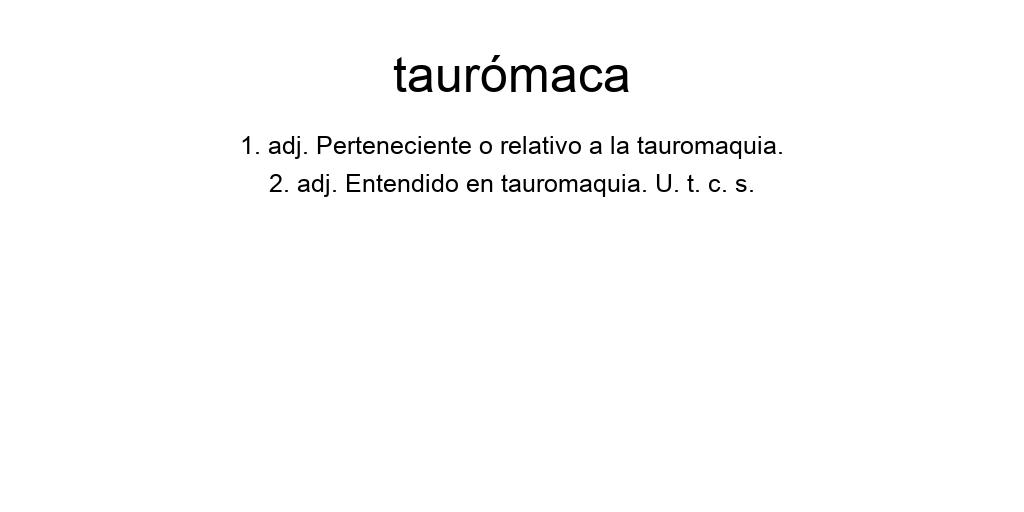 taurómaca
1. adj. Perteneciente o relativo a la tauromaquia.
2. adj. Entendido en tauromaquia. U. t. c. s.